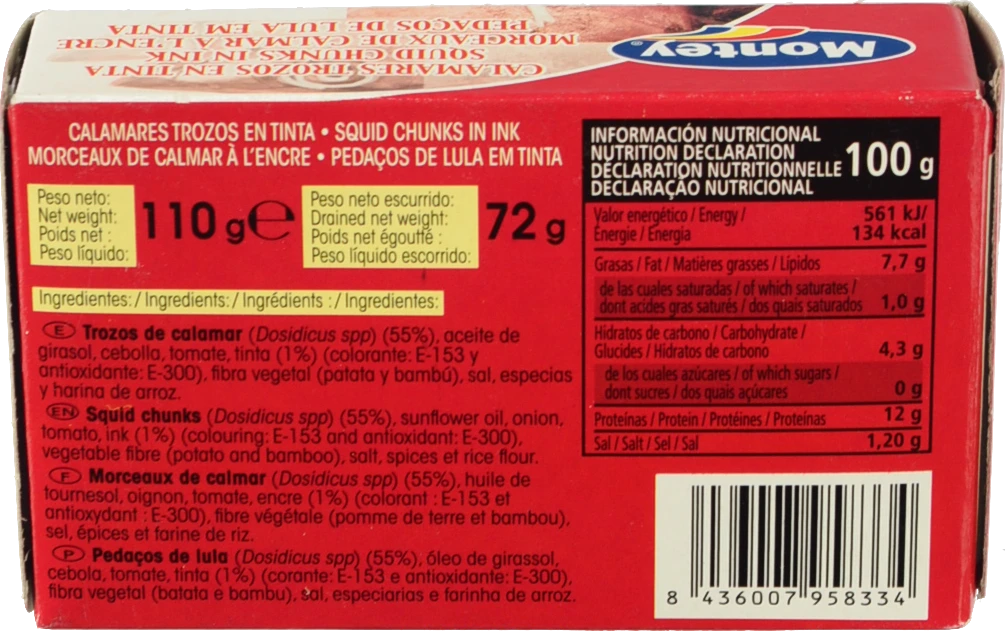 CALAMARES TROZOS EN TINTA
SQUID CHUNKS IN INK
MORCEAUX DE CALMAR À L'ENCRE
PEDAÇOS DE LULA EM TINTA
Montey
CALAMARES TROZOS EN TINTA • SQUID CHUNKS IN INK
MORCEAUX DE CALMAR À L'ENCRE • PEDAÇOS DE LULA EM TINTA
Peso neto:
Net weight:
Poids net :
Peso líquido:
110 g e
Peso neto escurrido:
Drained net weight:
Poids net égoutté :
Peso líquido escorrido:
72 g
Ingredientes: / Ingredients: / Ingrédients : / Ingredientes:
E Trozos de calamar (Dosidicus spp) (55%), aceite de
girasol, cebolla, tomate, tinta (1%) (colorante: E-153 y
antioxidante: E-300), fibra vegetal (patata y bambú), sal, especias
y harina de arroz.
EN Squid chunks (Dosidicus spp) (55%), sunflower oil, onion,
tomato, ink (1%) (colouring: E-153 and antioxidant: E-300),
vegetable fibre (potato and bamboo), salt, spices et rice flour.
F Morceaux de calmar (Dosidicus spp) (55%), huile de
tournesol, oignon, tomate, encre (1%) (colorant : E-153 et
antioxydant : E-300), fibre végétale (pomme de terre et bambou),
sel, épices et farine de riz.
P Pedaços de lula (Dosidicus spp) (55%), óleo de girassol,
cebola, tomate, tinta (1%) (corante: E-153 e antioxidante: E-300),
fibra vegetal (batata e bambu), sal, especiarias e farinha de arroz.
INFORMACIÓN NUTRICIONAL
NUTRITION DECLARATION
DÉCLARATION NUTRITIONNELLE
DECLARAÇÃO NUTRICIONAL
100 g
Valor energético / Energy /
Énergie / Energia
561 kJ/
134 kcal
Grasas / Fat / Matières grasses / Lipidos 7,7 g
de las cuales saturadas / of which saturates /
dont acides gras saturés / dos quais saturados 1,0 g
Hidratos de carbono / Carbohydrate /
Glucides / Hidratos de carbono 4,3 g
de los cuales azúcares / of which sugars /
dont sucres / dos quais açúcares 0 g
Proteínas / Protein / Protéines / Proteínas 12 g
Sal / Salt / Sel / Sal 1,20 g
8 436007 958334